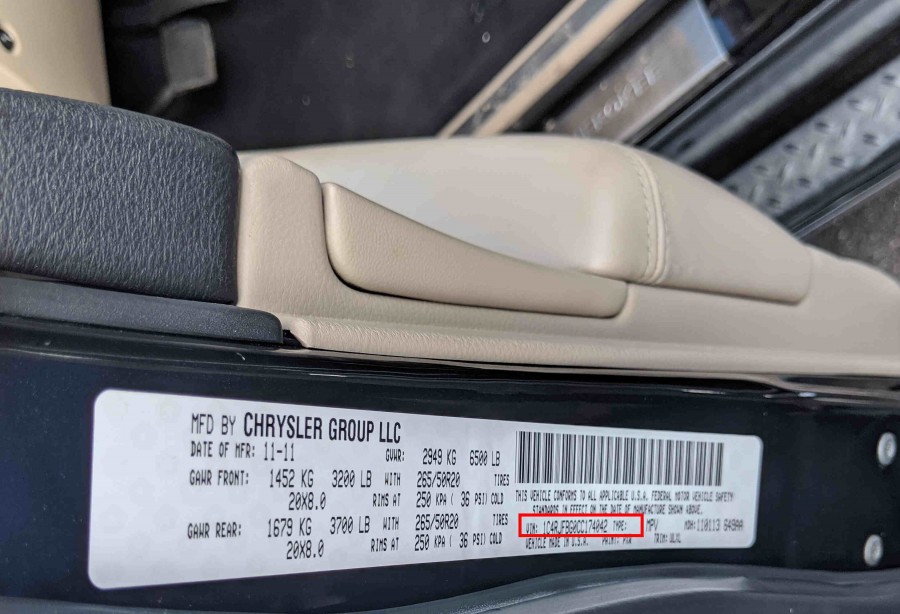 MFD BY CHRYSLER GROUP LLC
DATE OF MFR: 11-11 GVWR: 2949 KG 6500 LB
GAWR FRONT: 1452 KG 3200 LB WITH 265/50R20 TIRES
20X8.0 RIMS AT 250 KPA ( 36 PSI) COLD
GAWR REAR: 1679 KG 3700 LB WITH 265/50R20 TIRES
20X8.0 RIMS AT 250 KPA ( 36 PSI) COLD
THIS VEHICLE CONFORMS TO ALL APPLICABLE U.S.A. FEDERAL MOTOR VEHICLE SAFETY
STANDARDS IN EFFECT ON THE DATE OF MANUFACTURE SHOWN ABOVE.
VIN: 1C4RJFBG0CC174042 TYPE: MPV MDH:
VEHICLE MADE IN U.S.A. PAINT: TRIM: